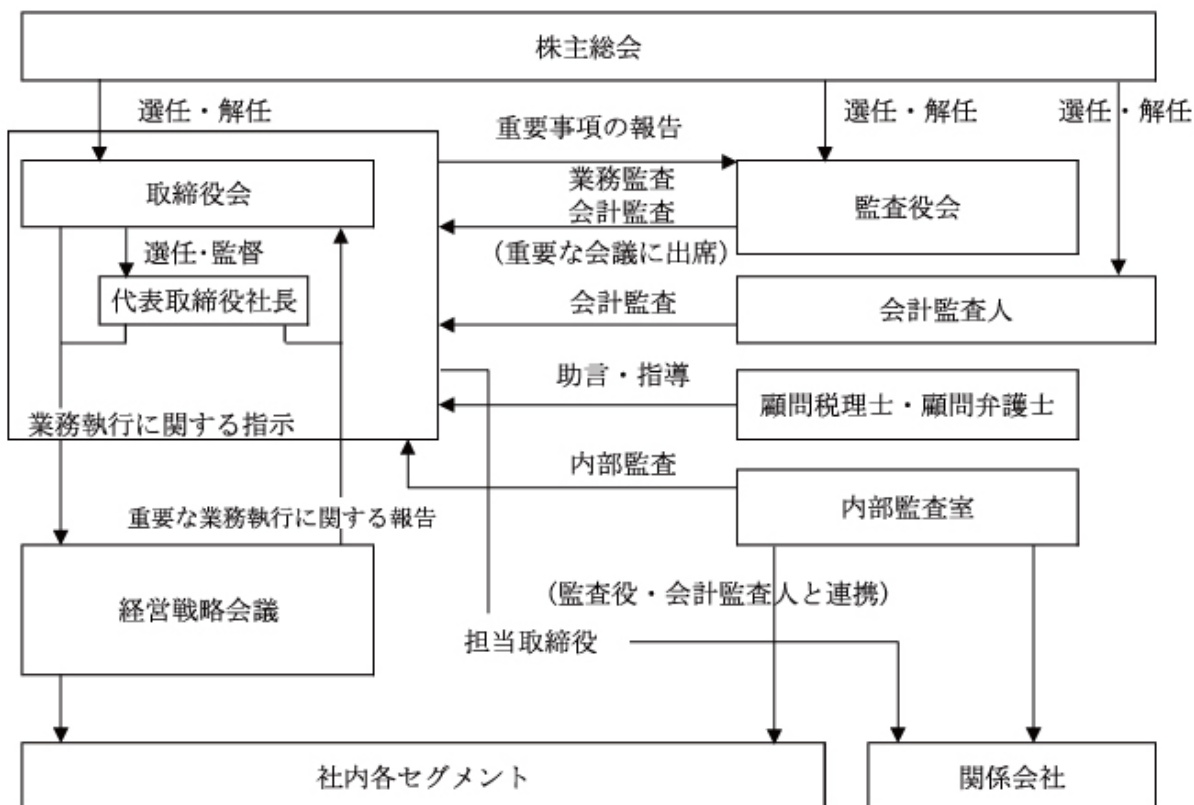 株主総会
選任・解任
選任・解任
選任・解任
重要事項の報告
取締役会
業務監査
会計監査
(重要な会議に出席)
監査役会
選任・監督
代表取締役社長
会計監査
会計監査人
助言・指導
顧問税理士・顧問弁護士
業務執行に関する指示
内部監査
内部監査室
重要な業務執行に関する報告
経営戦略会議
(監査役・会計監査人と連携)
担当取締役
社内各セグメント
関係会社